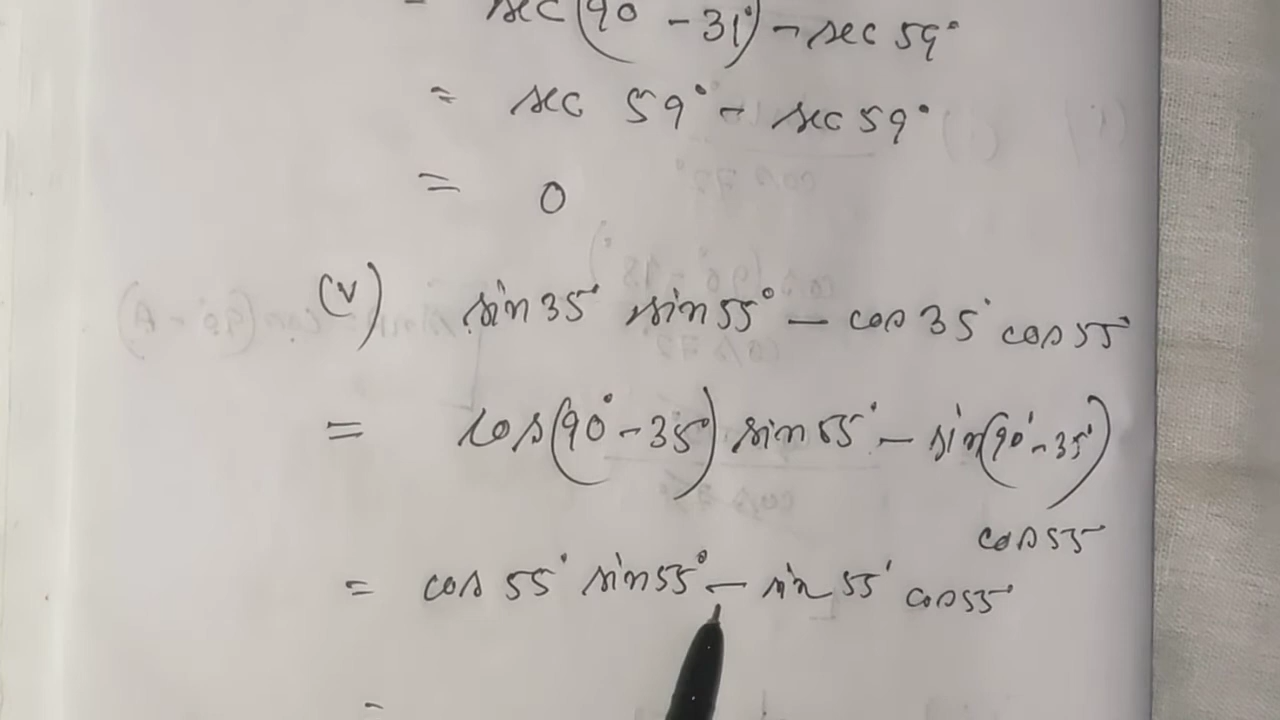 = sec (90 - 31°) - sec 59°
= sec 59° - sec 59°
= 0
(v) sin 35° sin 55° - cos 35° cos 55°
= cos (90° - 35°) sin 55° - sin (90° - 35°)
cos 55
= cos 55° sin 55° - sin 55° cos 55
=